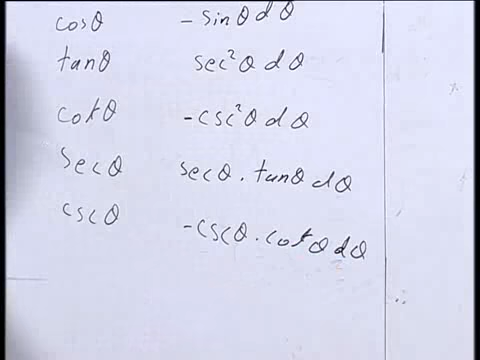 cosθ -sinθ dθ
tanθ sec²θ dθ
cotθ -csc²θ dθ
secθ secθ . tanθ dθ
cscθ -cscθ . cotθ dθ